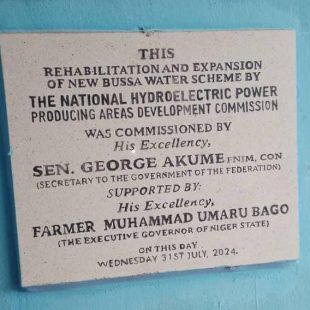 THIS
REHABILITATION AND EXPANSION
OF NEW BUSSA WATER SCHEME BY
THE NATIONAL HYDROELECTRIC POWER
PRODUCING AREAS DEVELOPMENT COMMISSION
WAS COMMISSIONED BY
His Excellency,
SEN. GEORGE AKUME FNIM, CON
(SECRETARY TO THE GOVERNMENT OF THE FEDERATION)
SUPPORTED BY:
His Excellency,
FARMER MUHAMMAD UMARU BAGO
(THE EXECUTIVE GOVERNOR OF NIGER STATE)
ON THIS DAY
WEDNESDAY 31ST JULY, 2024.